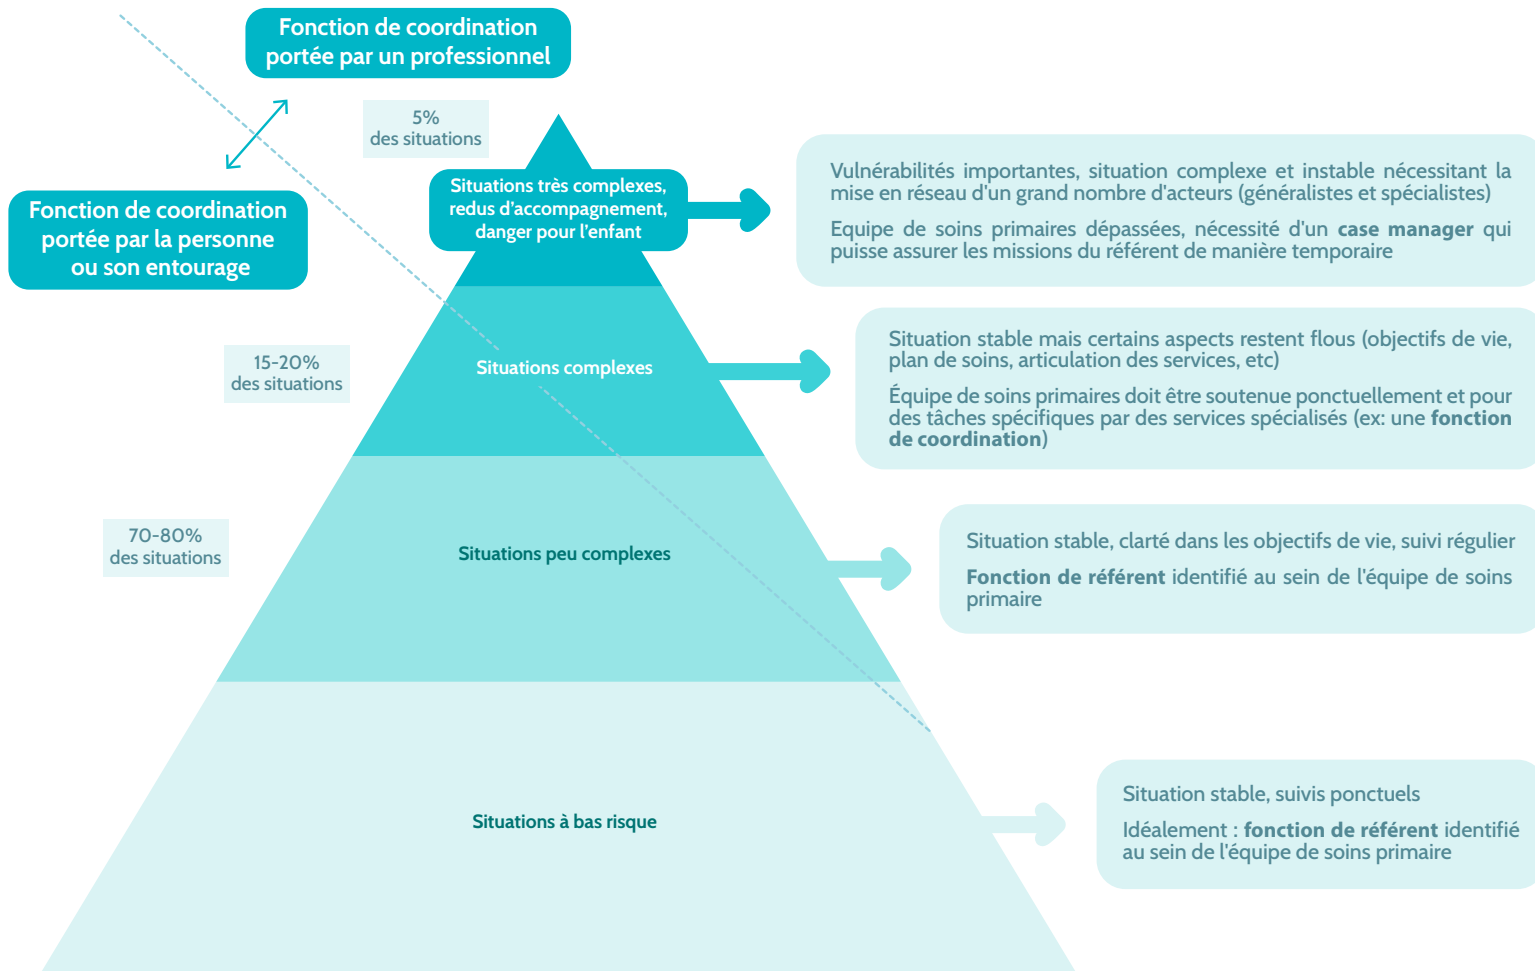 Fonction de coordination
portée par un professionnel
5%
des situations
Situations très complexes,
redus d’accompagnement,
danger pour l’enfant
Vulnérabilités importantes, situation complexe et instable nécessitant la
mise en réseau d'un grand nombre d'acteurs (généralistes et spécialistes)
Equipe de soins primaires dépassées, nécessité d'un case manager qui
puisse assurer les missions du référent de manière temporaire
Fonction de coordination
portée par la personne
ou son entourage
15-20%
des situations
Situations complexes
Situation stable mais certains aspects restent flous (objectifs de vie,
plan de soins, articulation des services, etc)
Équipe de soins primaires doit être soutenue ponctuellement et pour
des tâches spécifiques par des services spécialisés (ex: une fonction
de coordination)
70-80%
des situations
Situations peu complexes
Situation stable, clarté dans les objectifs de vie, suivi régulier
Fonction de référent identifié au sein de l'équipe de soins
primaire
Situations à bas risque
Situation stable, suivis ponctuels
Idéalement : fonction de référent identifié
au sein de l'équipe de soins primaire